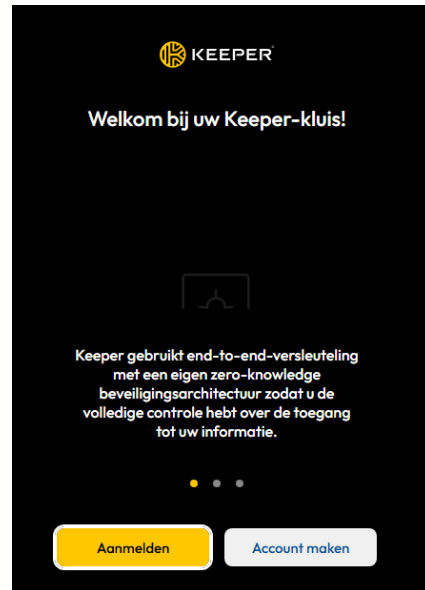 KEEPER
Welkom bij uw Keeper-kluis!
Keeper gebruikt end-to-end-versleuteling
met een eigen zero-knowledge
beveiligingsarchitectuur zodat u de
volledige controle hebt over de toegang
tot uw informatie.
Aanmelden
Account maken